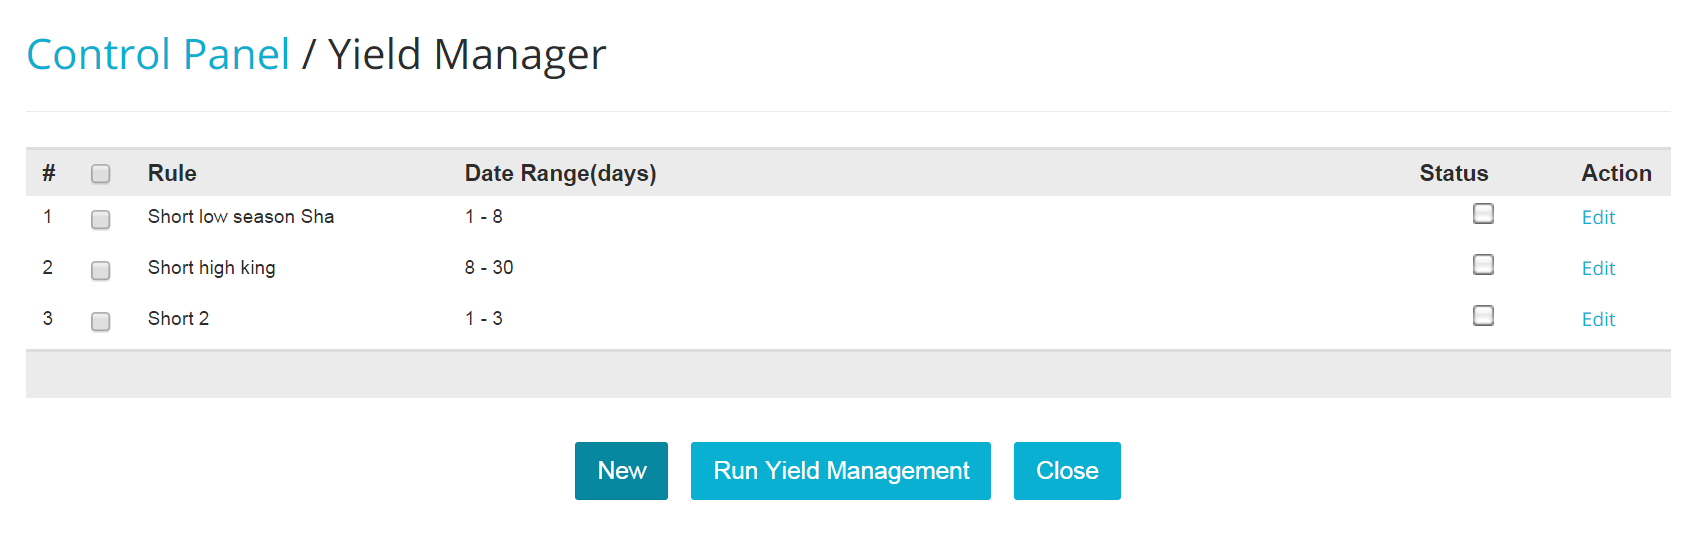 Control Panel / Yield Manager
# Rule Date Range(days) Status Action
1 Short low season Sha 1 - 8 Edit
2 Short high king 8 - 30 Edit
3 Short 2 1 - 3 Edit
New Run Yield Management Close